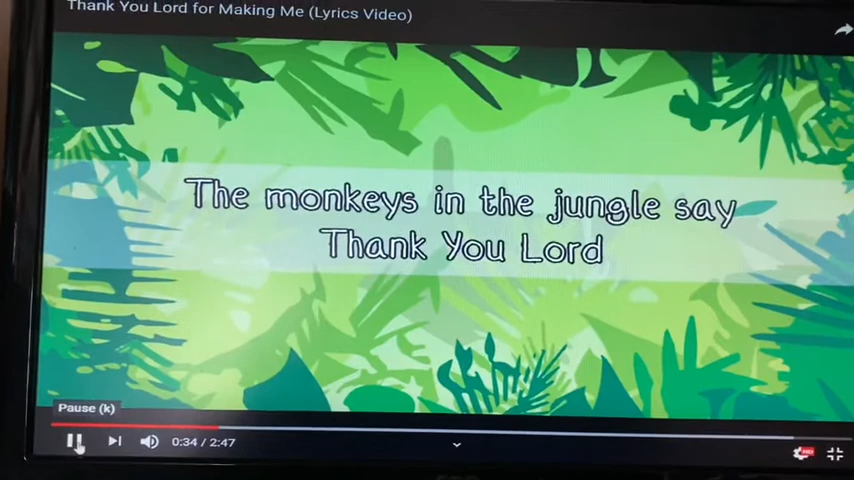 Thank You Lord for Making Me (Lyrics Video)
The monkeys in the jungle say
Thank You Lord
Pause (k)
0:34 / 2:47
HD